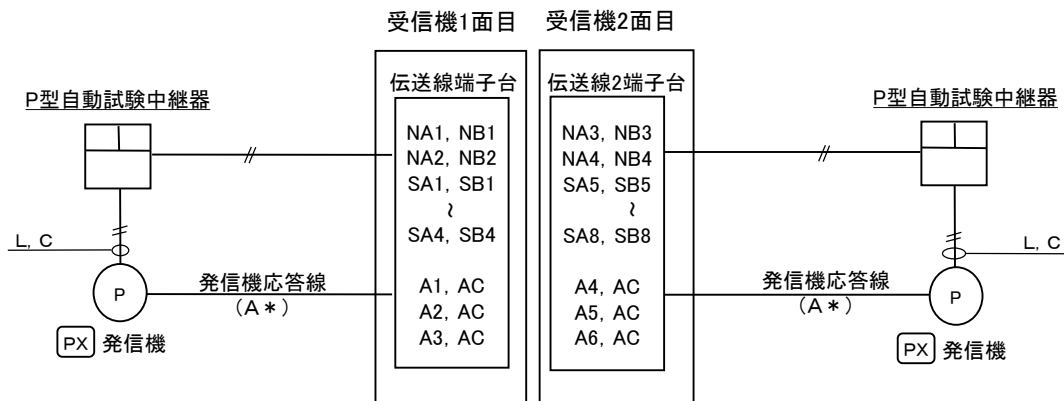 受信機1面目
受信機2面目
伝送線端子台
伝送線2端子台
P型自動試験中継器
P型自動試験中継器
NA1, NB1
NA2, NB2
SA1, SB1
~
SA4, SB4
A1, AC
A2, AC
A3, AC
NA3, NB3
NA4, NB4
SA5, SB5
~
SA8, SB8
A4, AC
A5, AC
A6, AC
L, C
P
発信機応答線
(A*)
PX 発信機
L, C
P
発信機応答線
(A*)
PX 発信機